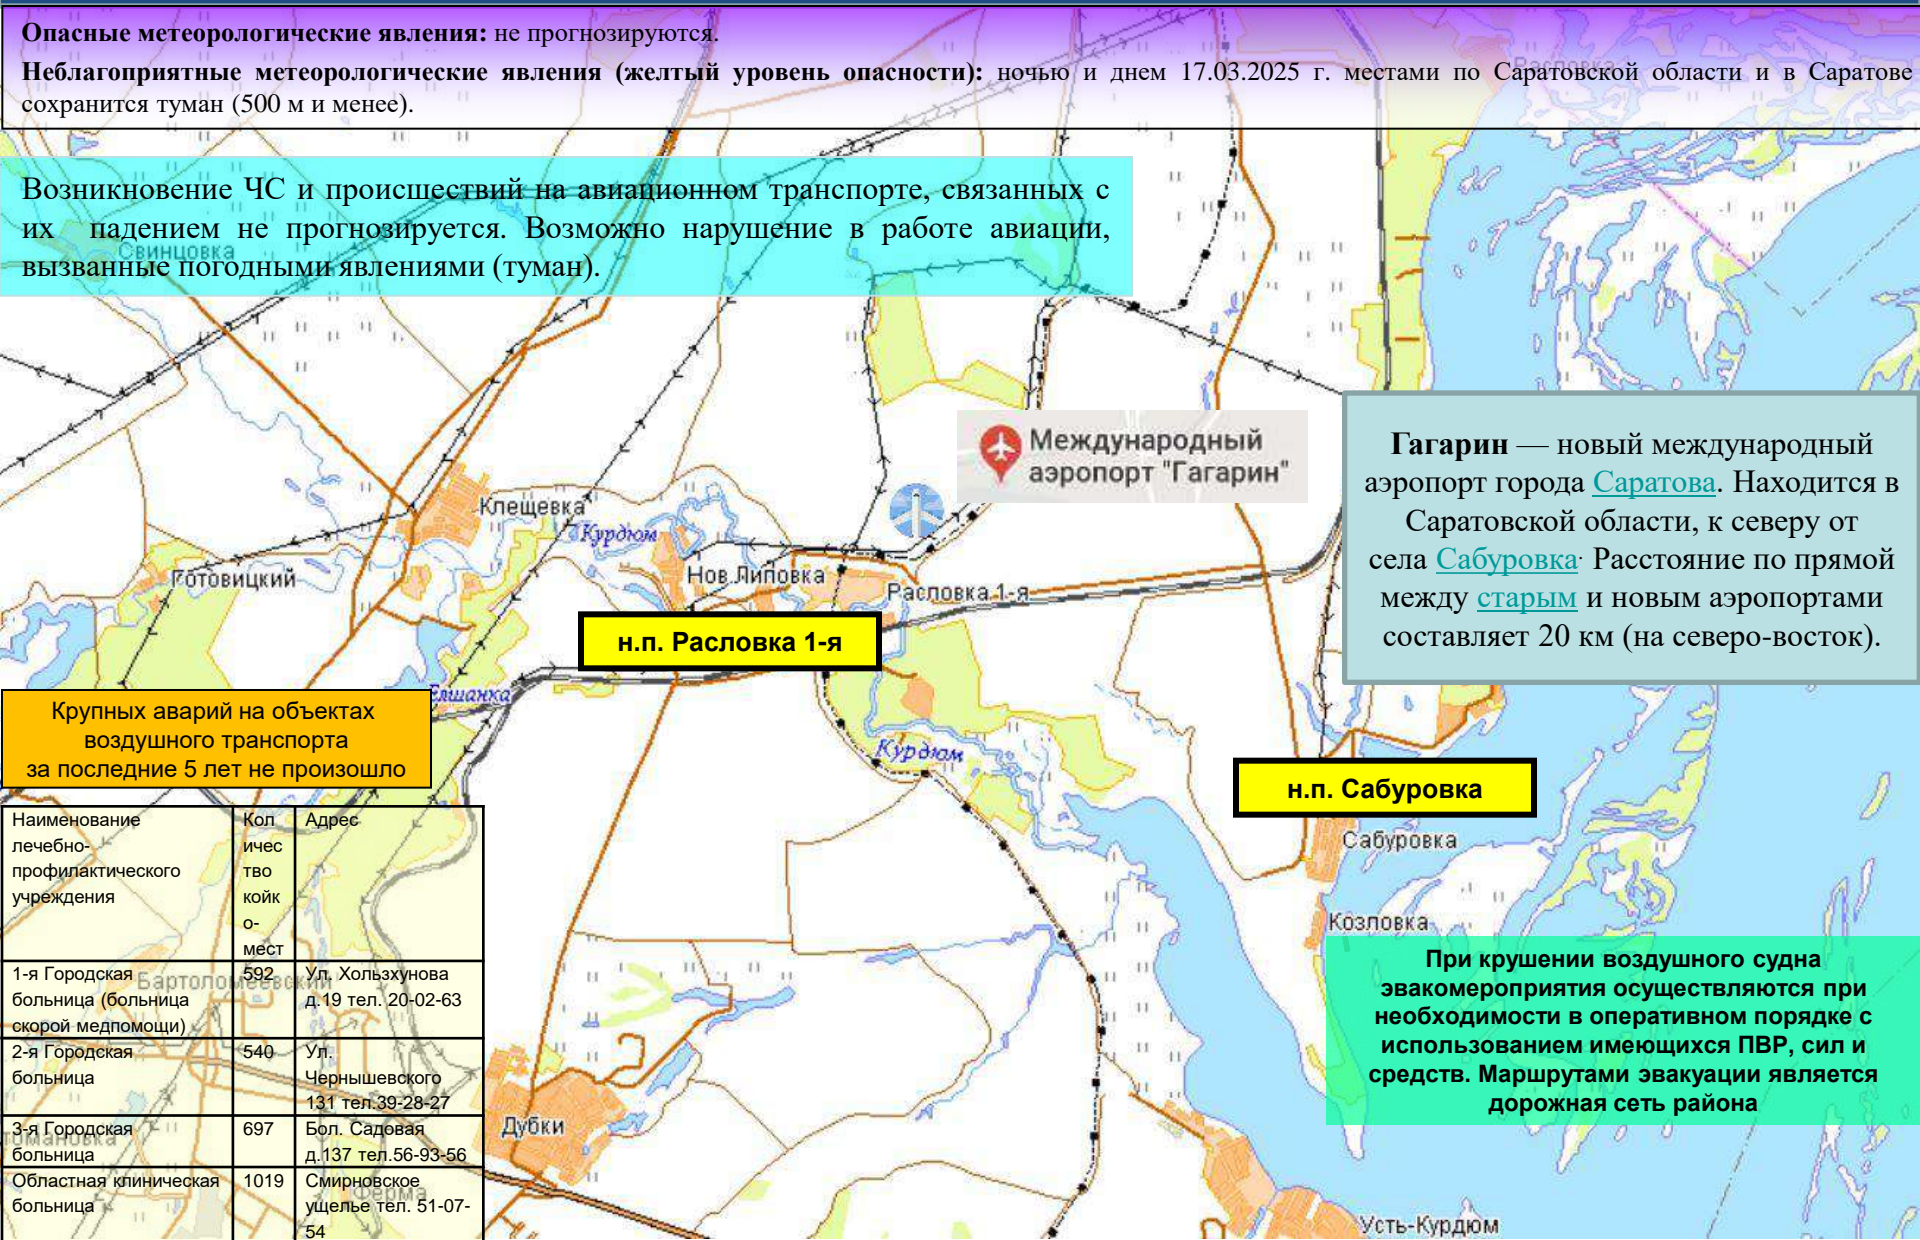 Опасные метеорологические явления: не прогнозируются.
Неблагоприятные метеорологические явления (желтый уровень опасности): ночью и днем 17.03.2025 г. местами по Саратовской области и в Саратове
сохранится туман (500 м и менее).
Возникновение ЧС и происшествий на авиационном транспорте, связанных с
их падением не прогнозируется. Возможно нарушение в работе авиации,
вызванные погодными явлениями (туман).
Свинцовка
Международный
аэропорт "Гагарин"
Гагарин — новый международный
аэропорт города Саратова. Находится в
Саратовской области, к северу от
села Сабуровка. Расстояние по прямой
между старым и новым аэропортами
составляет 20 км (на северо-восток).
Клещевка
Курдюм
Готовицкий
Нов.Липовка
Расловка 1-я
н.п. Расловка 1-я
Елшанка
Крупных аварий на объектах
воздушного транспорта
за последние 5 лет не произошло
Курдюм
н.п. Сабуровка
Сабуровка
Козловка
Наименование
лечебно-
профилактического
учреждения
Кол
ичес
тво
койк
о-
мест
Адрес
1-я Городская
больница (больница
скорой медпомощи)
592
Ул. Хользхунова
д.19 тел. 20-02-63
Бартоломеевский
2-я Городская
больница
540
Ул.
Чернышевского
131 тел.39-28-27
3-я Городская
больница
697
Бол. Садовая
д.137 тел.56-93-56
Областная клиническая
больница
1019
Смирновское
ущелье тел. 51-07-
54
Ферма
Дубки
При крушении воздушного судна
эвакомероприятия осуществляются при
необходимости в оперативном порядке с
использованием имеющихся ПВР, сил и
средств. Маршрутами эвакуации является
дорожная сеть района
Усть-Курдюм